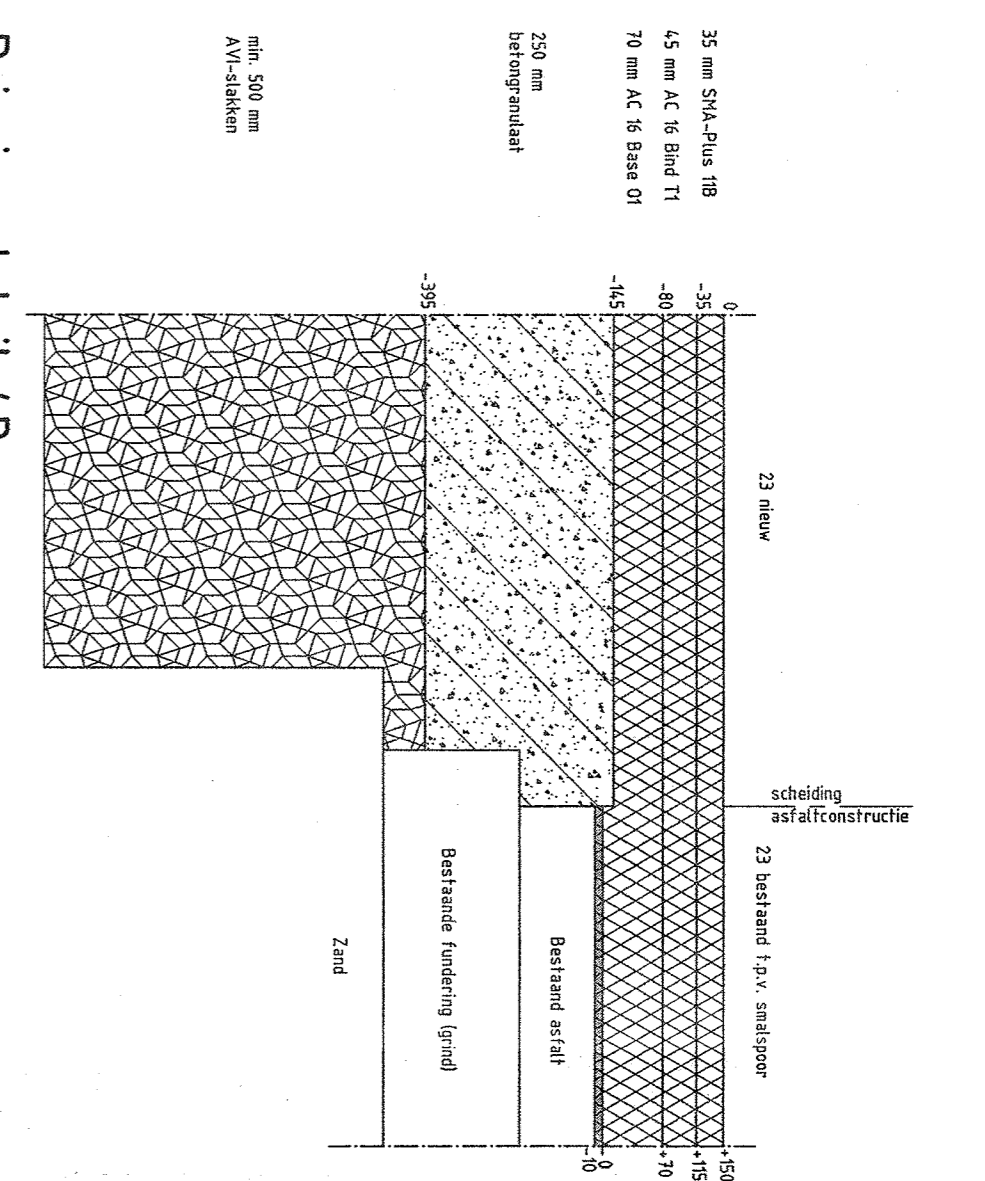 35 mm SMA-Plus 11B
45 mm AC 16 Bind T1
70 mm AC 16 Base O1
250 mm
betongranulaat
min. 500 mm
AVI-slakken
0
-35
-80
-145
-395
23 nieuw
scheiding
asfaltconstructie
23 bestaand t.p.v. smalspoor
+150
+115
+70
0
-10
Bestaand asfalt
Bestaande fundering (grind)
Zand